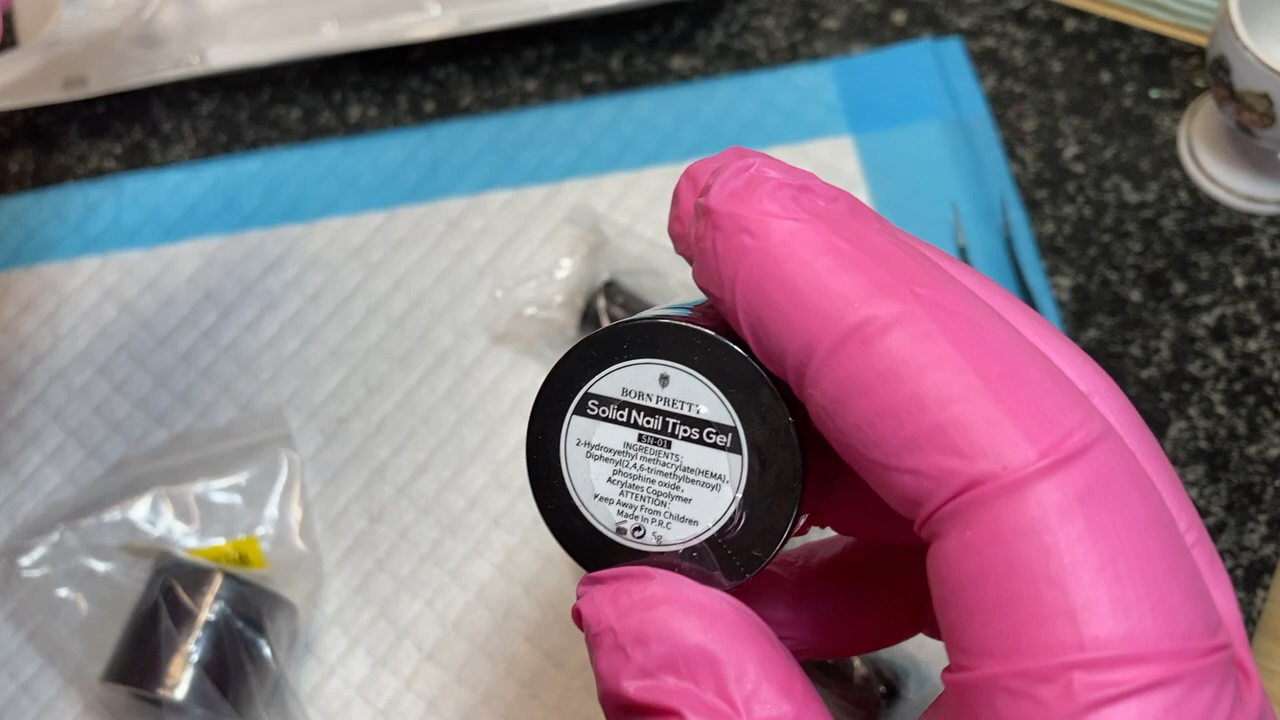 BORN PRETTY
Solid Nail Tips Gel
SN-01
INGREDIENTS:
2-Hydroxyethyl methacrylate(HEMA),
Diphenyl(2,4,6-trimethylbenzoyl)
phosphine oxide,
Acrylates Copolymer
ATTENTION:
Keep Away From Children
Made In P.R.C
5g